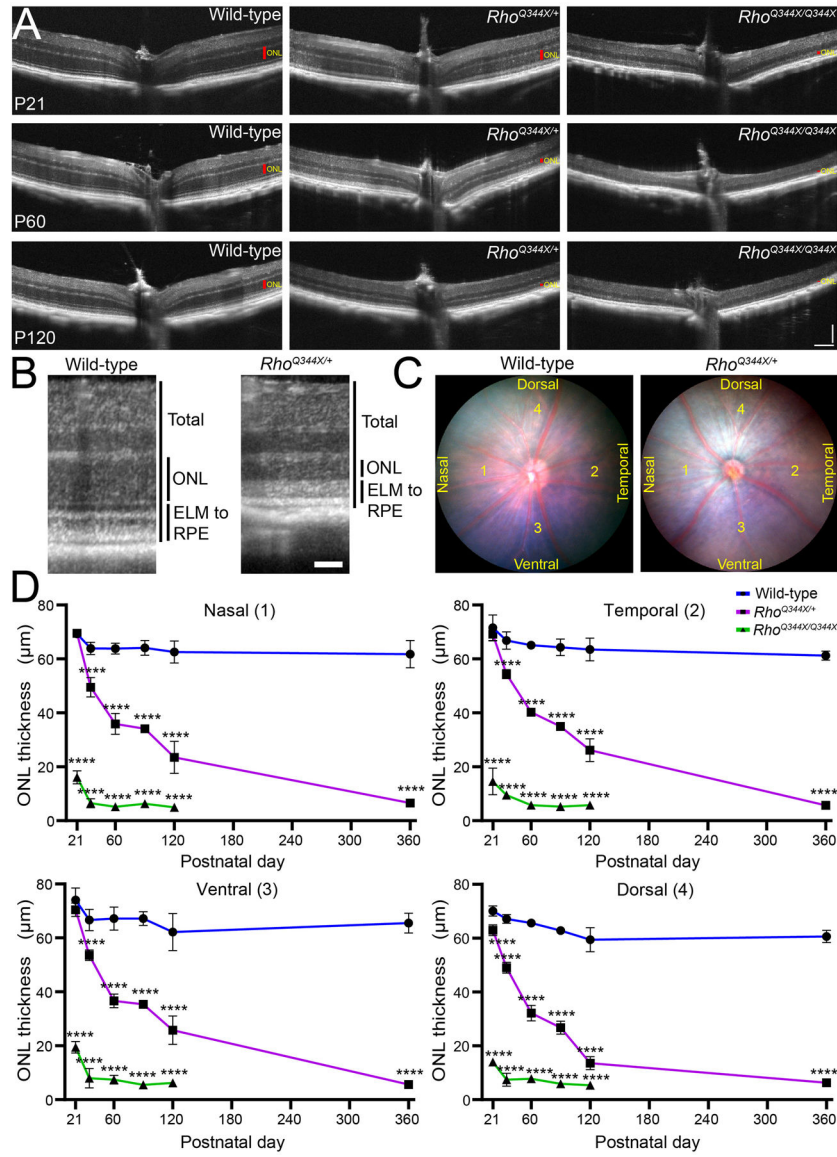 A
Wild-type
Rho^Q344X/+
Rho^Q344X/Q344X
ONL
ONL
ONL
P21
Wild-type
Rho^Q344X/+
Rho^Q344X/Q344X
ONL
ONL
ONL
P60
Wild-type
Rho^Q344X/+
Rho^Q344X/Q344X
ONL
ONL
ONL
P120
B
Wild-type
Rho^Q344X/+
Total
ONL
ELM to
RPE
Total
ONL
ELM to
RPE
C
Wild-type
Rho^Q344X/+
Dorsal
4
Nasal
1
2
Temporal
3
Ventral
Dorsal
4
Nasal
1
2
Temporal
3
Ventral
D
Wild-type
Rho^Q344X/+
Rho^Q344X/Q344X
Nasal (1)
ONL thickness (µm)
80
60
40
20
0
****
****
****
****
****
****
****
****
****
****
21 60 120 180 240 300 360
Postnatal day
Temporal (2)
ONL thickness (µm)
80
60
40
20
0
****
****
****
****
****
****
****
****
****
****
21 60 120 180 240 300 360
Postnatal day
Ventral (3)
ONL thickness (µm)
80
60
40
20
0
****
****
****
****
****
****
****
****
****
****
21 60 120 180 240 300 360
Postnatal day
Dorsal (4)
ONL thickness (µm)
80
60
40
20
0
****
****
****
****
****
****
****
****
****
****
****
21 60 120 180 240 300 360
Postnatal day